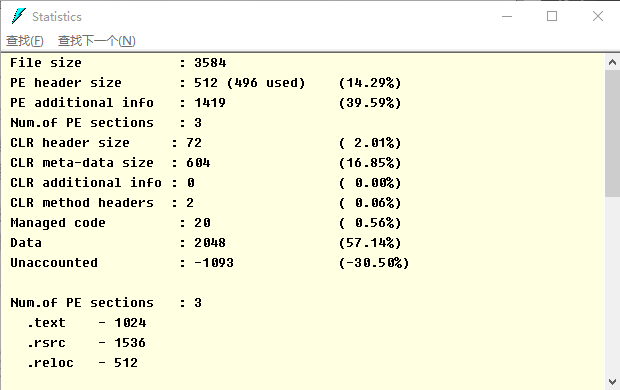 Statistics
查找(F) 查找下一个(N)
File size : 3584
PE header size : 512 (496 used) (14.29%)
PE additional info : 1419 (39.59%)
Num.of PE sections : 3
CLR header size : 72 ( 2.01%)
CLR meta-data size : 604 (16.85%)
CLR additional info : 0 ( 0.00%)
CLR method headers : 2 ( 0.06%)
Managed code : 20 ( 0.56%)
Data : 2048 (57.14%)
Unaccounted : -1093 (-30.50%)
Num.of PE sections : 3
.text - 1024
.rsrc - 1536
.reloc - 512